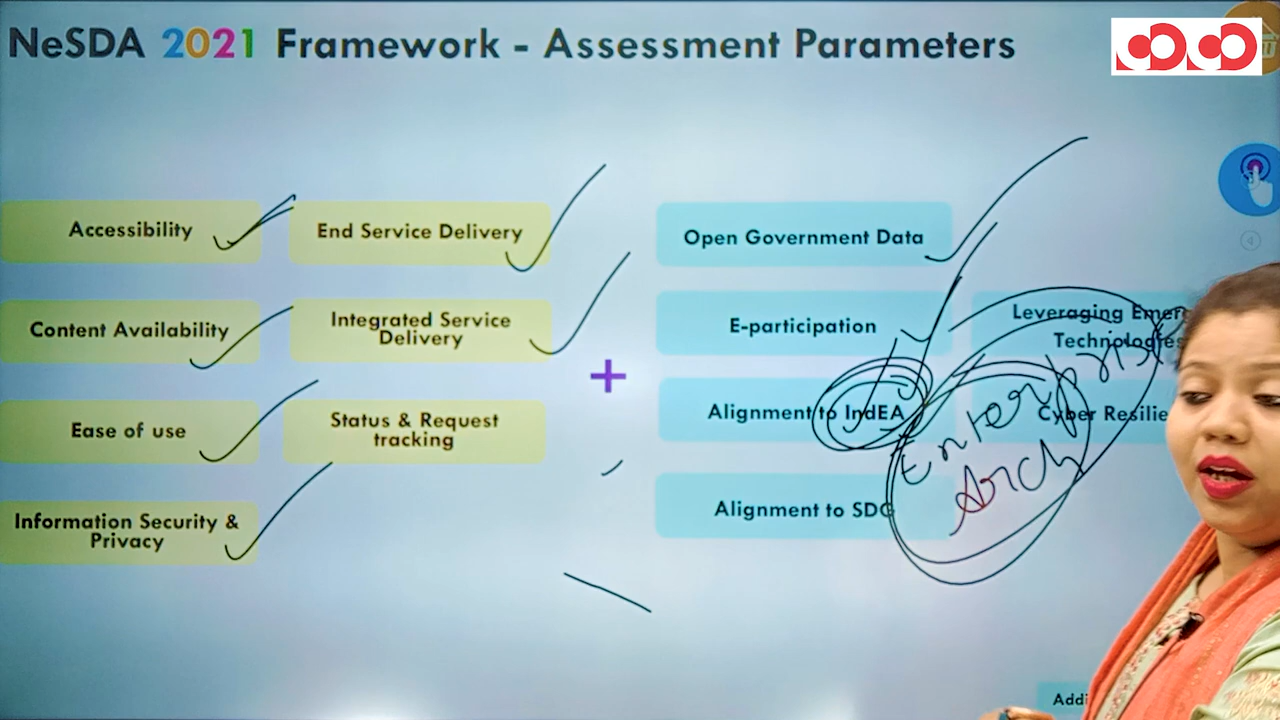 NeSDA 2021 Framework - Assessment Parameters
Accessibility
End Service Delivery
Content Availability
Integrated Service
Delivery
Ease of use
Status & Request
tracking
Information Security &
Privacy
+
Open Government Data
E-participation
Leveraging Emer
Technologies
Alignment to IndEA
Cyber Resilie
Alignment to SDG
Enterprise
Arch
Addi